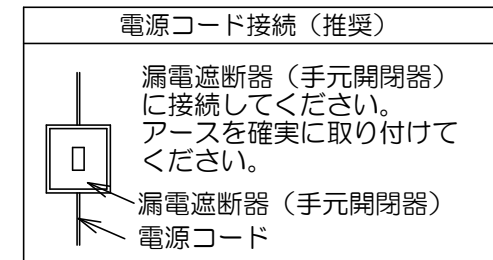 電源コード接続（推奨）
漏電遮断器（手元開閉器）
に接続してください。
アースを確実に取り付けて
ください。
漏電遮断器（手元開閉器）
電源コード